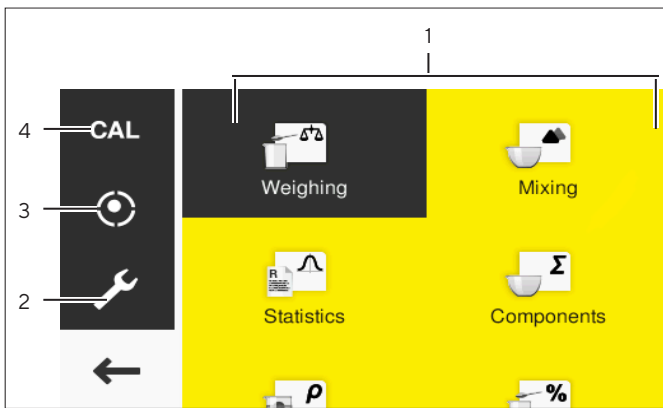 1
4 CAL
Weighing Mixing
3
R
2
Σ
Statistics Components
ρ %